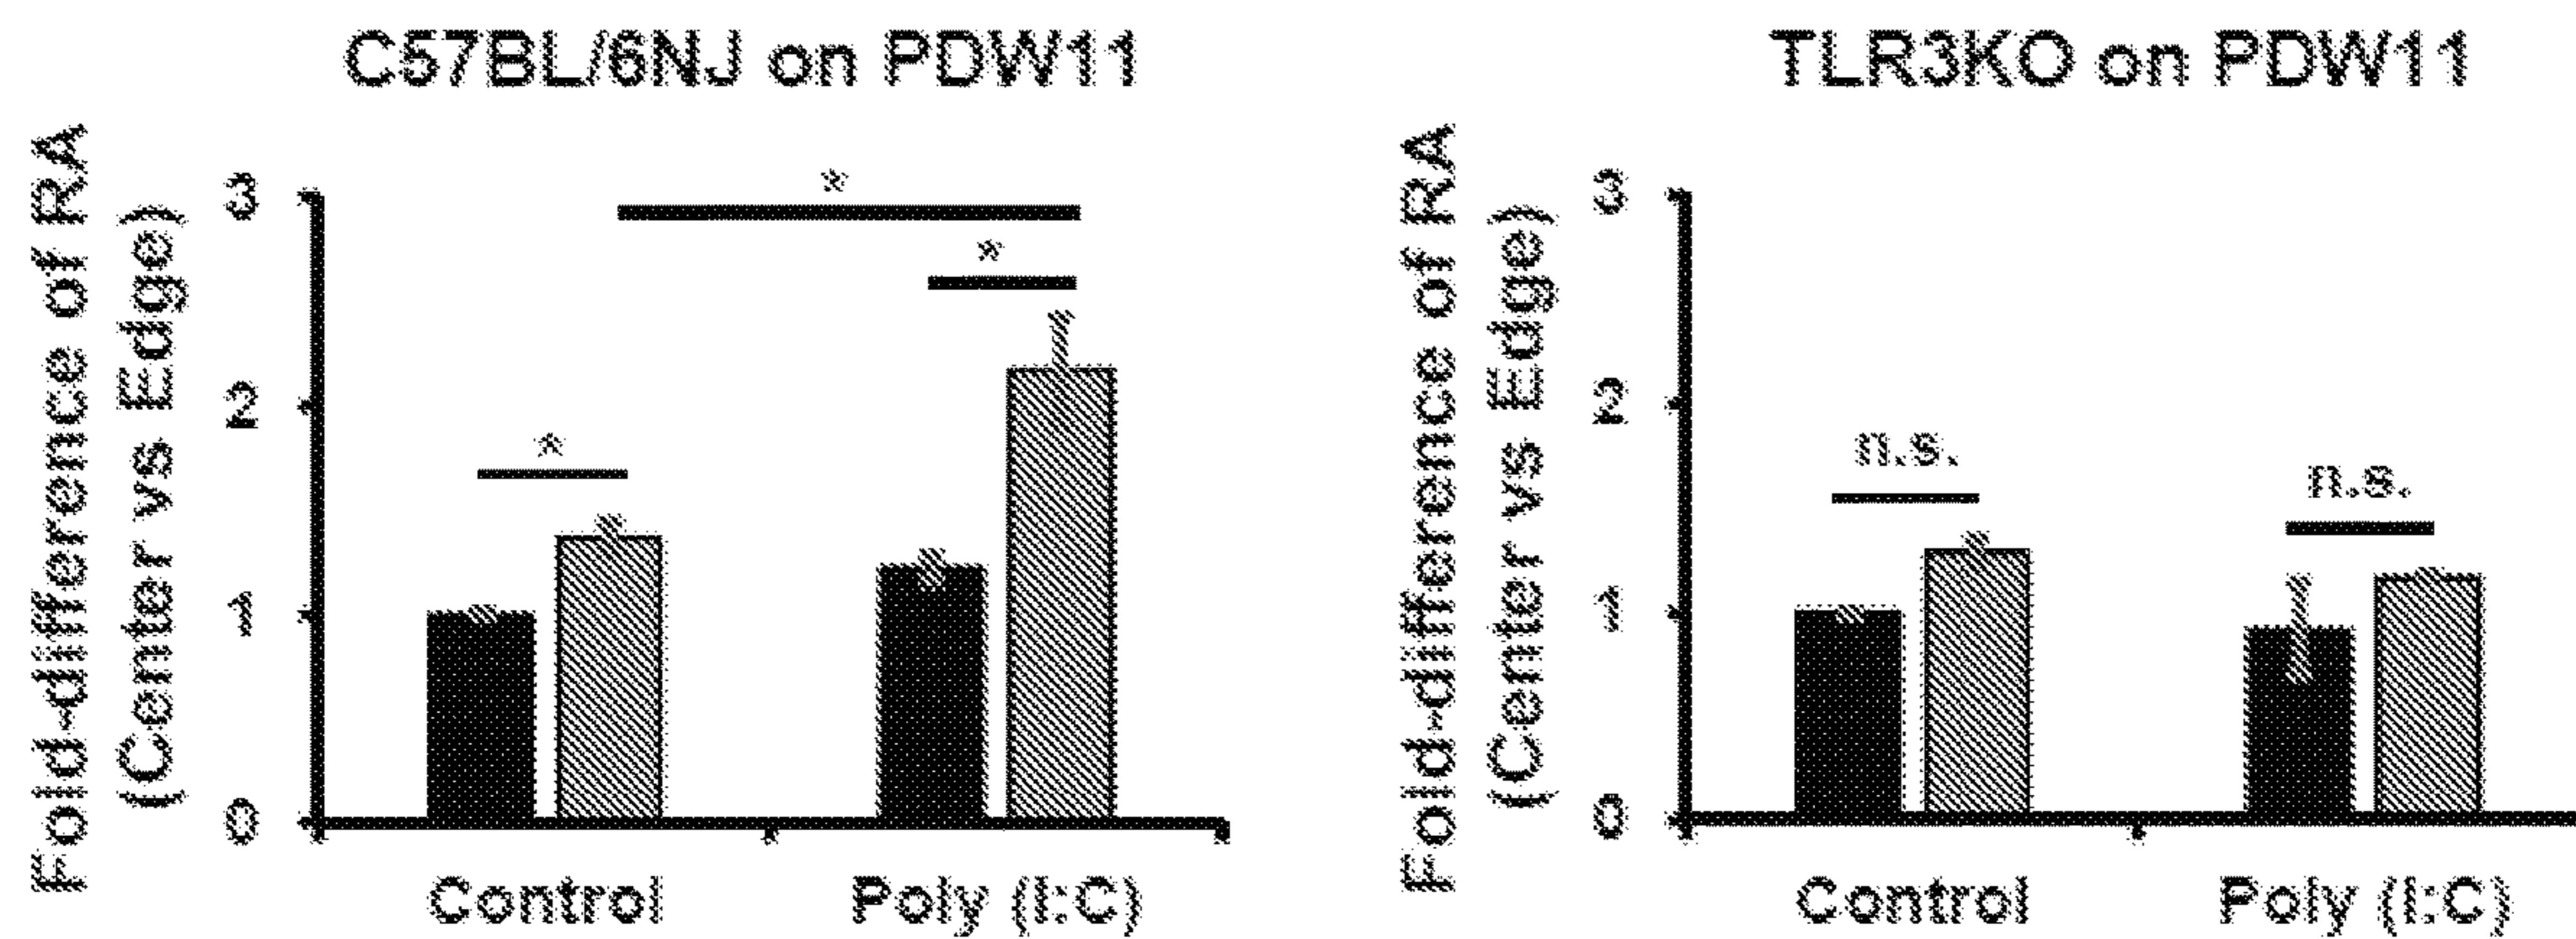 C57BL/6NJ on PDW11
Fold-difference of RA
(Center vs Edge)
3
2
1
0
*
*
*
Control
Poly (I:C)
TLR3KO on PDW11
Fold-difference of RA
(Center vs Edge)
3
2
1
0
n.s.
n.s.
Control
Poly (I:C)